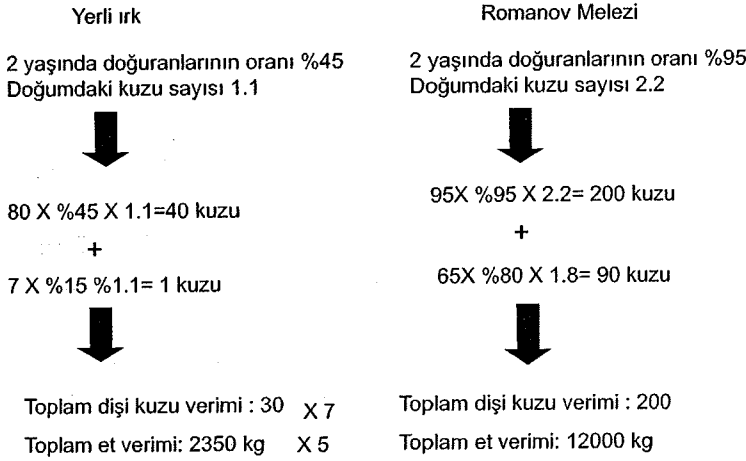 Yerli ırk
2 yaşında doğuranlarının oranı %45
Doğumdaki kuzu sayısı 1.1
80 X %45 X 1.1=40 kuzu
+
7 X %15 %1.1= 1 kuzu
Toplam dişi kuzu verimi : 30 X 7
Toplam et verimi: 2350 kg X 5
Romanov Melezi
2 yaşında doğuranlarının oranı %95
Doğumdaki kuzu sayısı 2.2
95X %95 X 2.2= 200 kuzu
+
65X %80 X 1.8= 90 kuzu
Toplam dişi kuzu verimi : 200
Toplam et verimi: 12000 kg